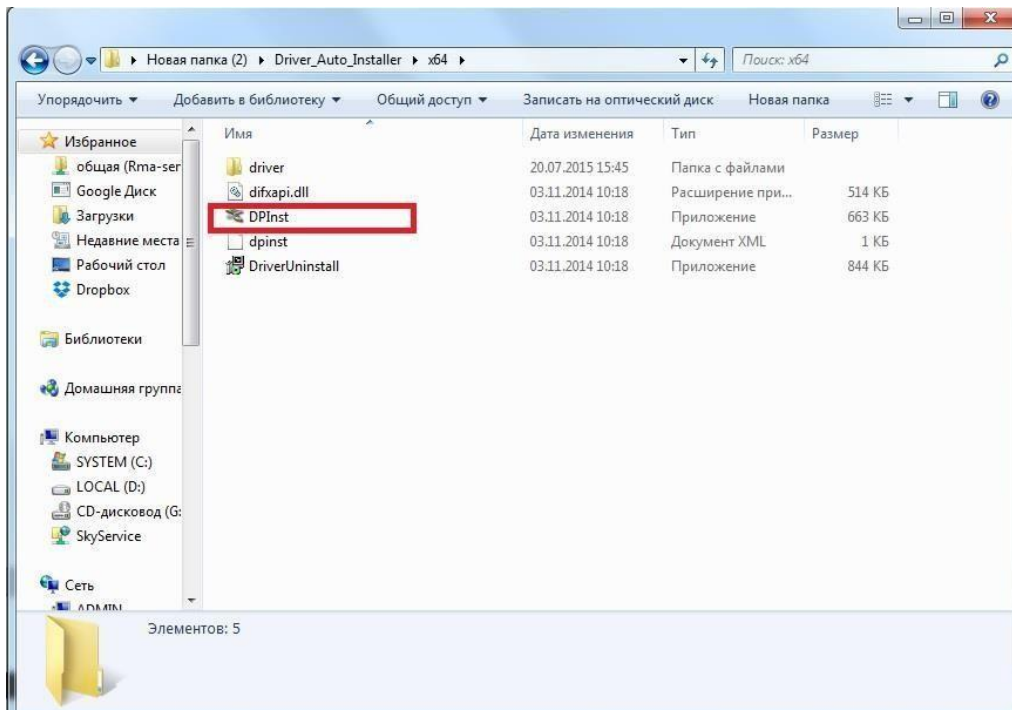 Новая папка (2) ▸ Driver_Auto_Installer ▸ x64 ▸
Поиск: x64
Упорядочить ▾ Добавить в библиотеку ▾ Общий доступ ▾ Записать на оптический диск Новая папка
Имя Дата изменения Тип Размер
driver 20.07.2015 15:45 Папка с файлами
difxapi.dll 03.11.2014 10:18 Расширение при... 514 КБ
DPInst 03.11.2014 10:18 Приложение 663 КБ
dpinst 03.11.2014 10:18 Документ XML 1 КБ
DriverUninstall 03.11.2014 10:18 Приложение 844 КБ
Избранное
общая (Rma-ser
Google Диск
Загрузки
Недавние места
Рабочий стол
Dropbox
Библиотеки
Домашняя группа
Компьютер
SYSTEM (C:)
LOCAL (D:)
CD-дисковод (G:
SkyService
Сеть
ADMIN
Элементов: 5